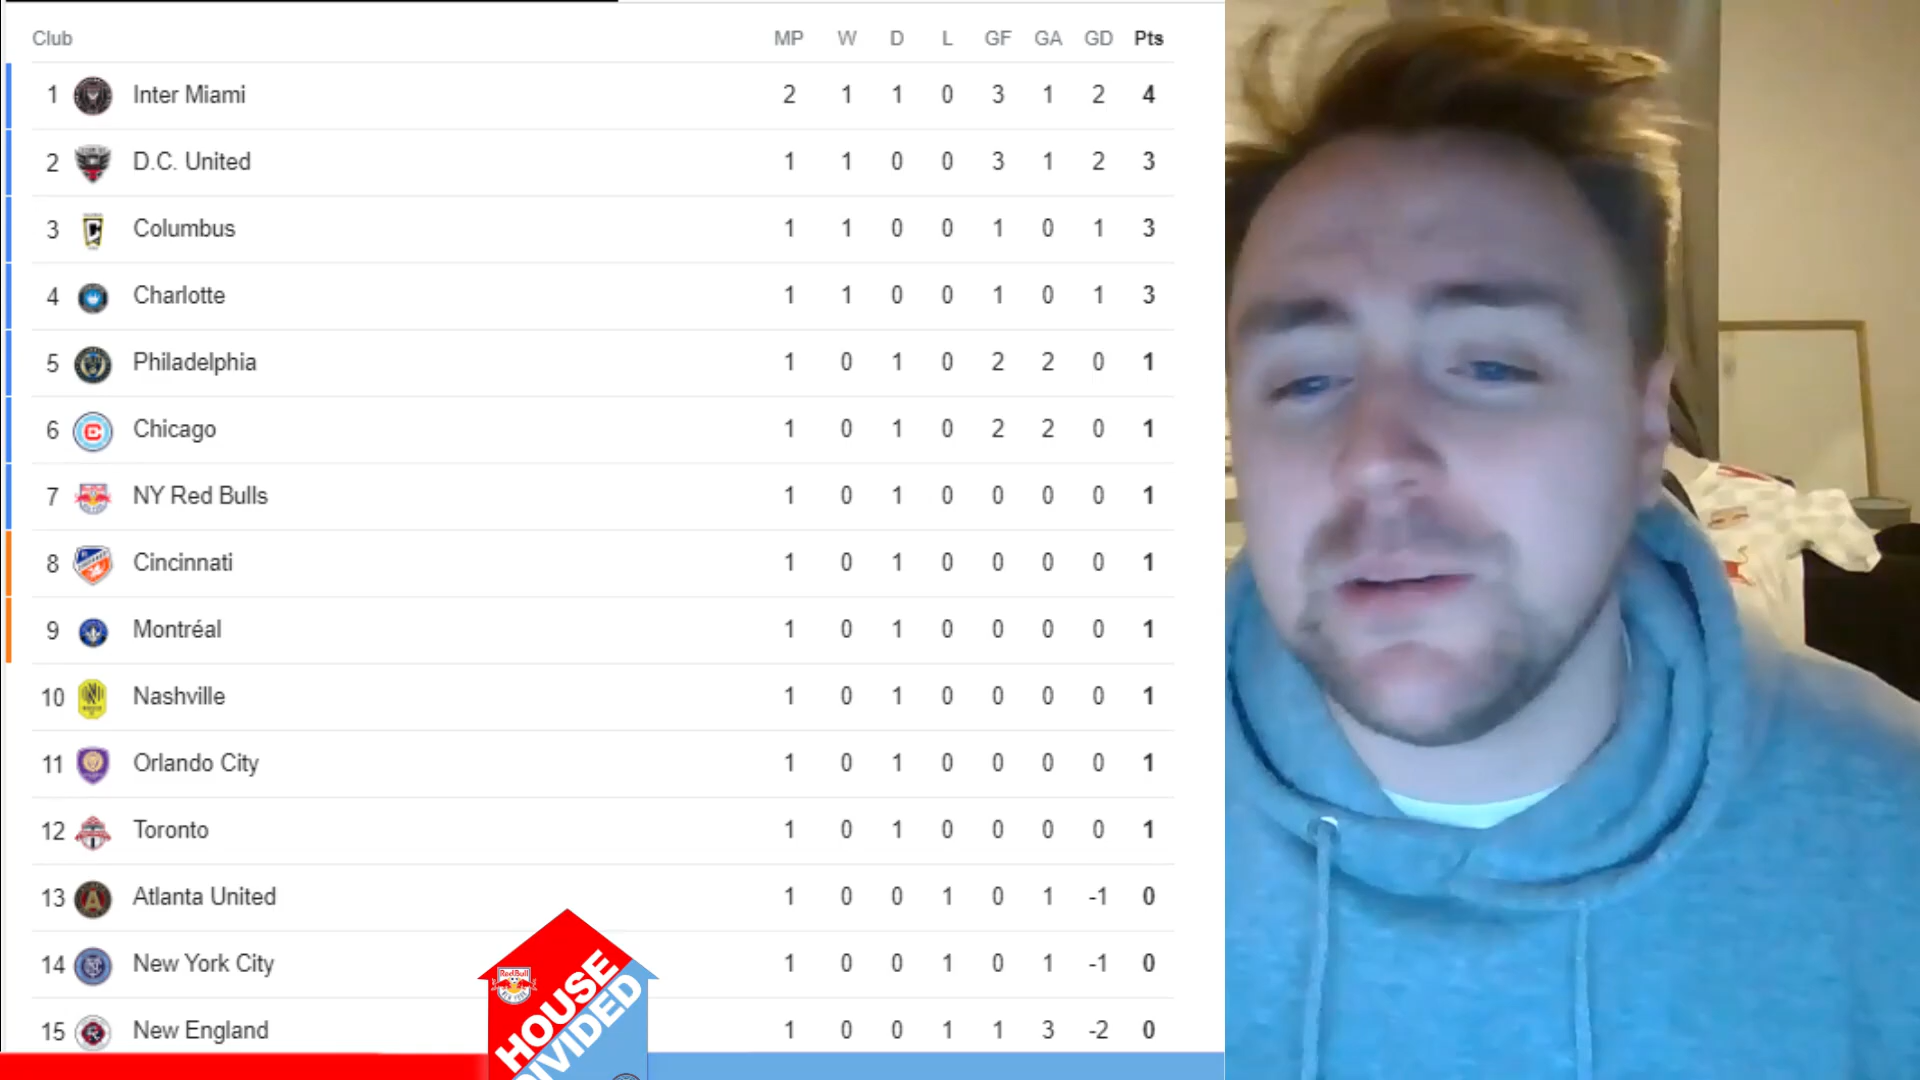 Club MP W D L GF GA GD Pts
1 Inter Miami 2 1 1 0 3 1 2 4
2 D.C. United 1 1 0 0 3 1 2 3
3 Columbus 1 1 0 0 1 0 1 3
4 Charlotte 1 1 0 0 1 0 1 3
5 Philadelphia 1 0 1 0 2 2 0 1
6 Chicago 1 0 1 0 2 2 0 1
7 NY Red Bulls 1 0 1 0 0 0 0 1
8 Cincinnati 1 0 1 0 0 0 0 1
9 Montréal 1 0 1 0 0 0 0 1
10 Nashville 1 0 1 0 0 0 0 1
11 Orlando City 1 0 1 0 0 0 0 1
12 Toronto 1 0 1 0 0 0 0 1
13 Atlanta United 1 0 0 1 0 1 -1 0
14 New York City 1 0 0 1 0 1 -1 0
15 New England 1 0 0 1 1 3 -2 0
RedBull
NEW YORK
HOUSE
DIVIDED